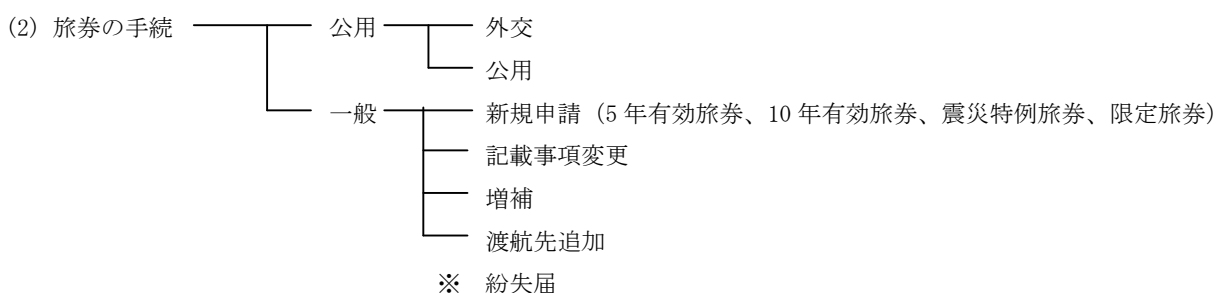 (2) 旅券の手続 公用 外交
公用
一般 新規申請（5 年有効旅券、10 年有効旅券、震災特例旅券、限定旅券）
記載事項変更
増補
渡航先追加
※ 紛失届